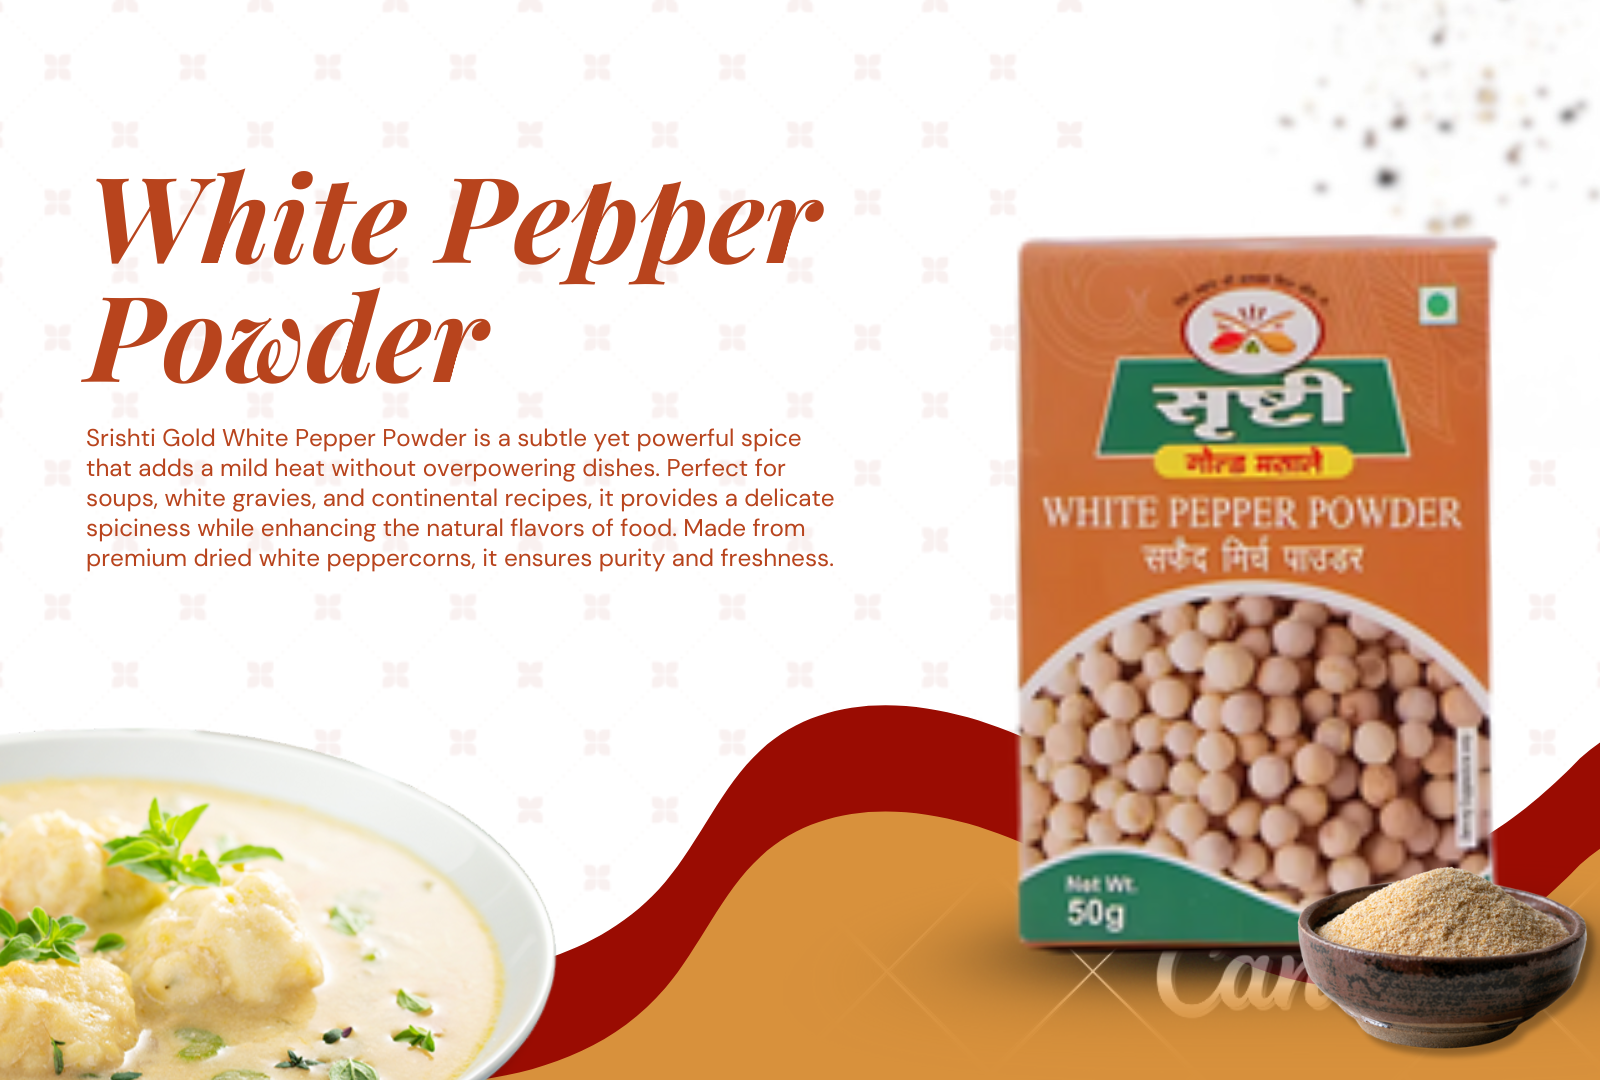 White Pepper
Powder
Srishti Gold White Pepper Powder is a subtle yet powerful spice
that adds a mild heat without overpowering dishes. Perfect for
soups, white gravies, and continental recipes, it provides a delicate
spiciness while enhancing the natural flavors of food. Made from
premium dried white peppercorns, it ensures purity and freshness.
सृष्टी
गोल्ड मसाले
WHITE PEPPER POWDER
सफैद मिर्च पाउडर
Net Wt.
50g
Can